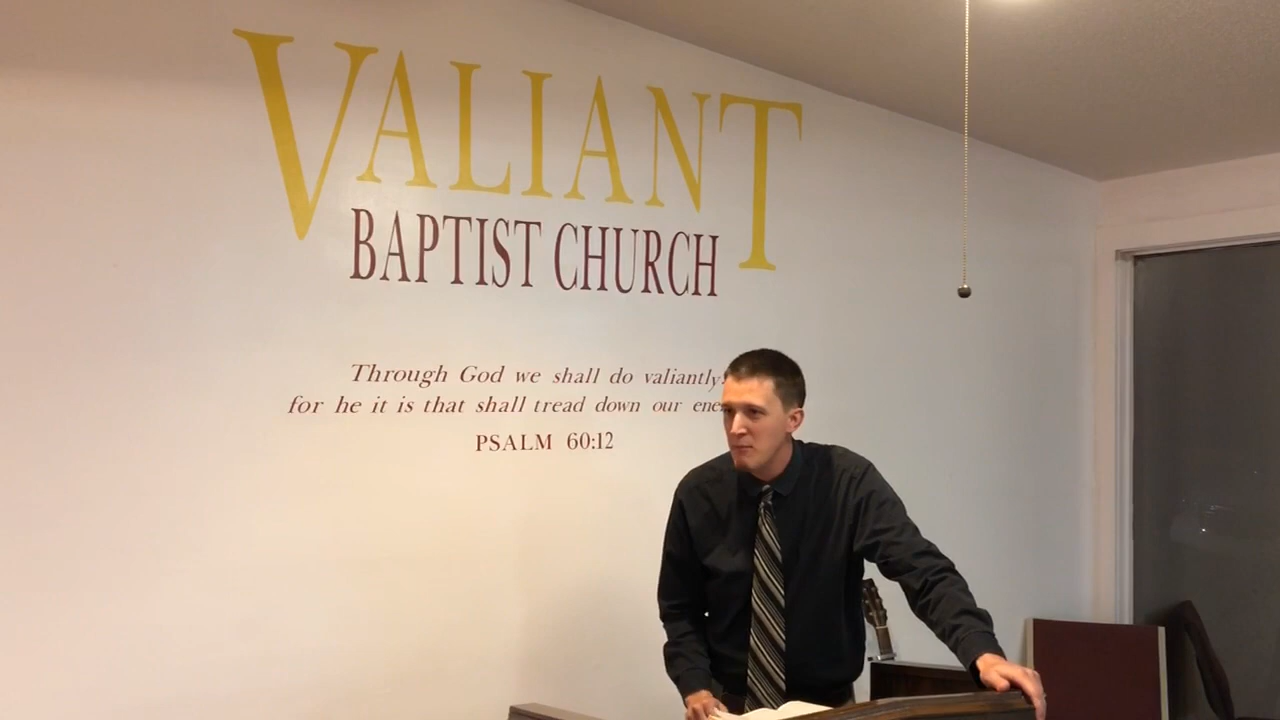 VALIANT
BAPTIST CHURCH
Through God we shall do valiantly:
for he it is that shall tread down our
PSALM 60:12